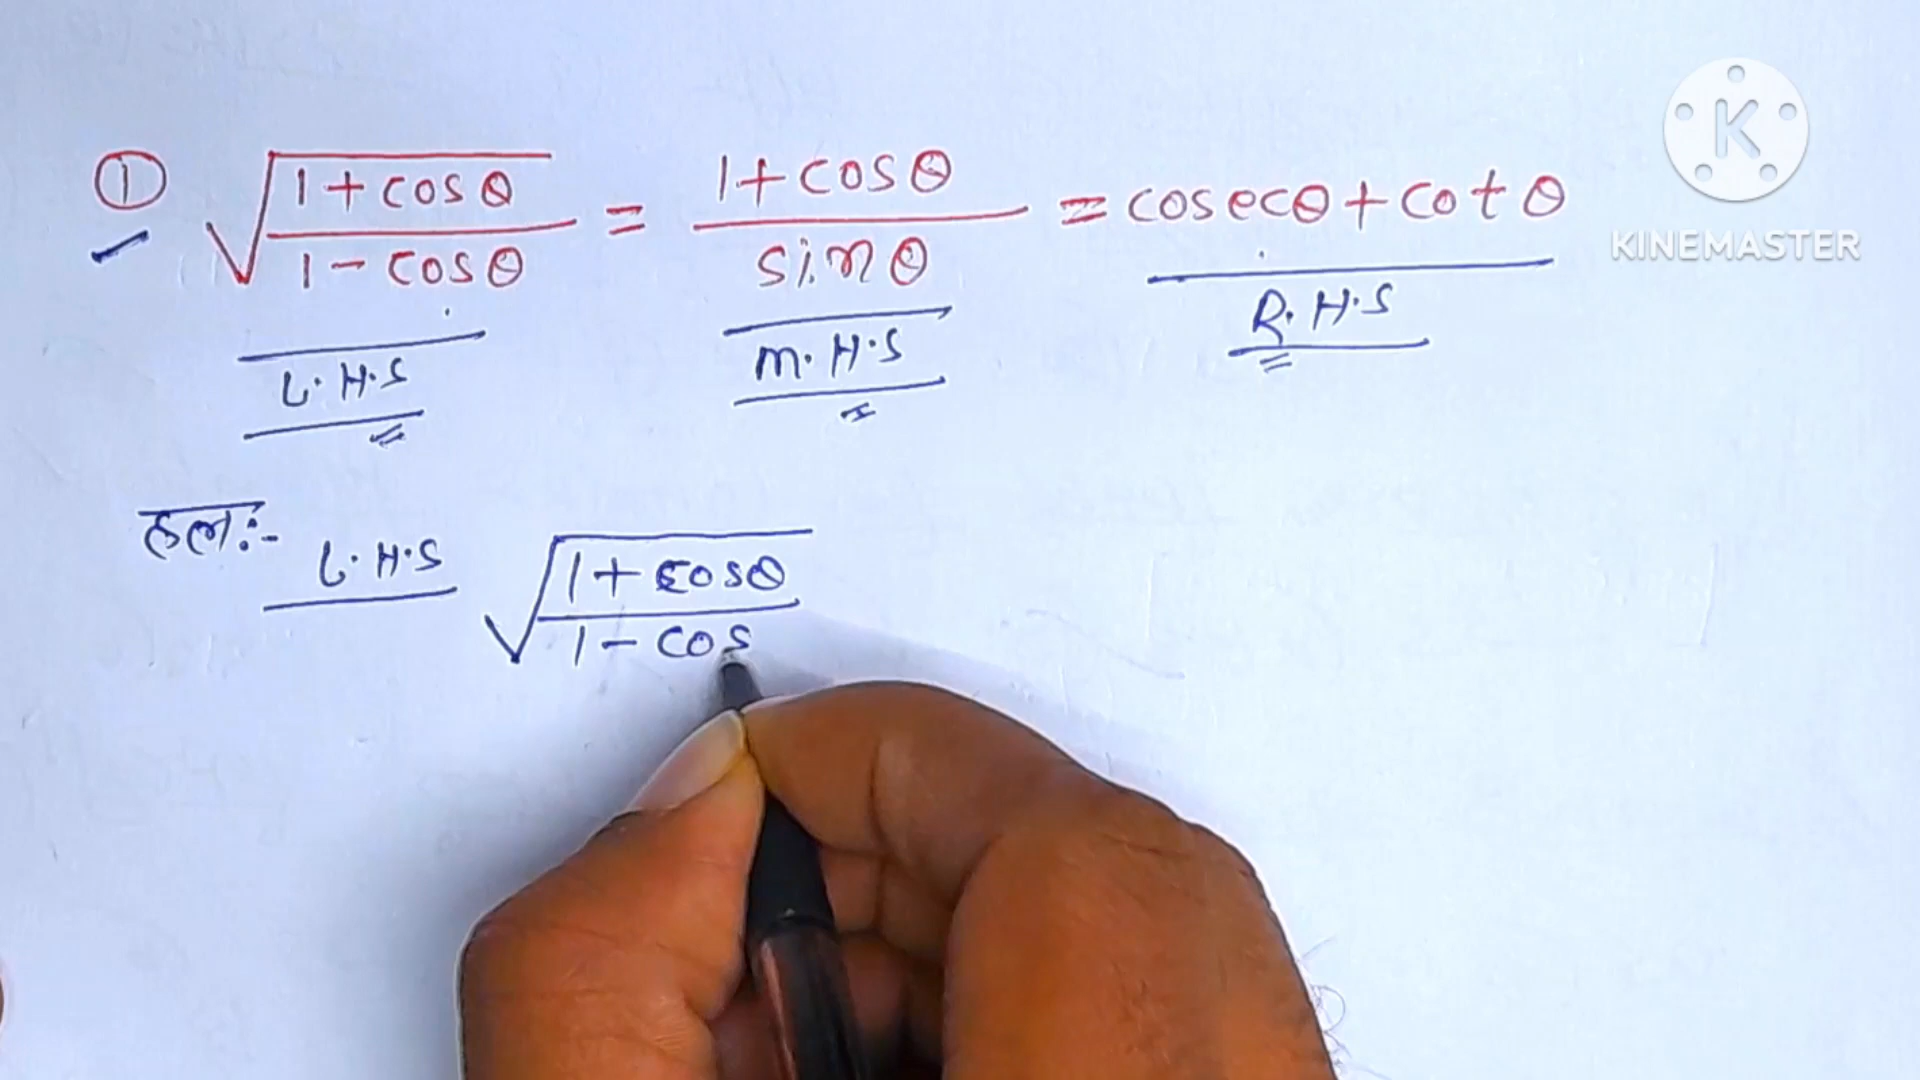 ① √(1+cosθ / 1-cosθ) = 1+cosθ / sinθ = cosecθ+cotθ
L.H.S M.H.S R.H.S
हल:- L.H.S √(1+cosθ / 1-cos
K
KINEMASTER